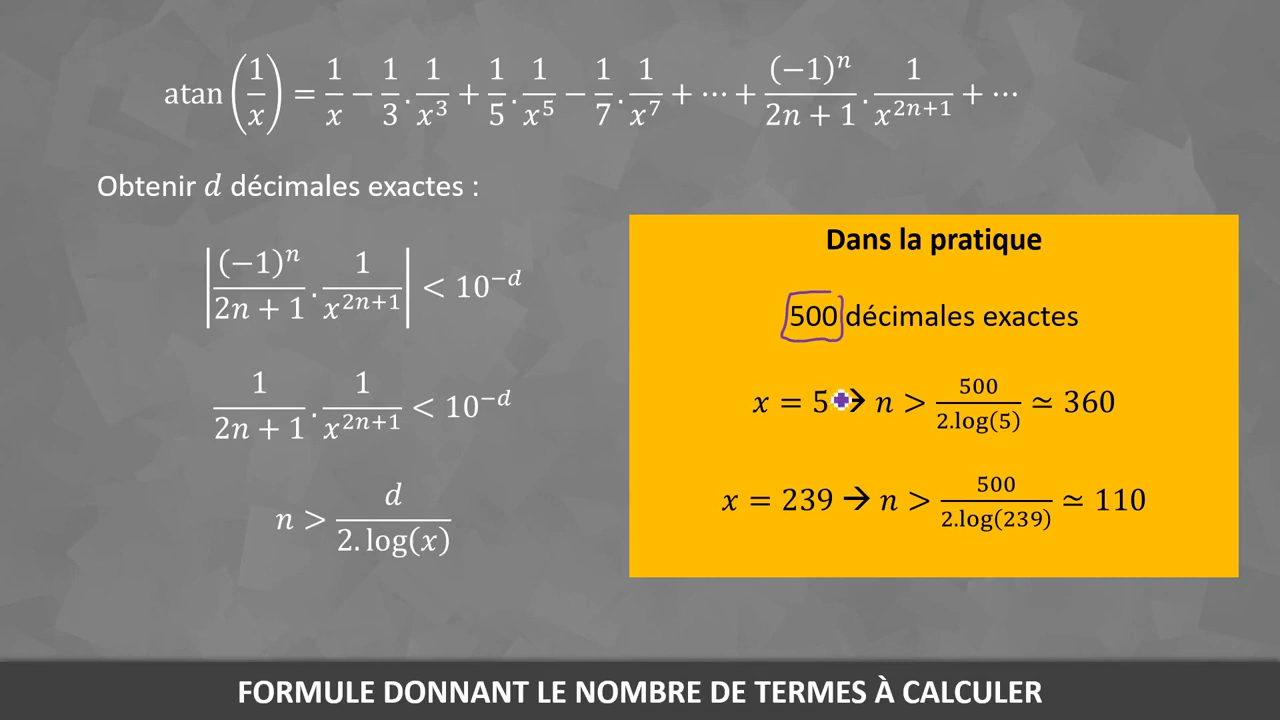 atan(1/x) = 1/x − 1/3 . 1/x³ + 1/5 . 1/x⁵ − 1/7 . 1/x⁷ + ⋯ + (−1)ⁿ/(2n + 1) . 1/x²ⁿ⁺¹ + ⋯
Obtenir d décimales exactes :
|(−1)ⁿ/(2n + 1) . 1/x²ⁿ⁺¹| < 10⁻ᵈ
1/(2n + 1) . 1/x²ⁿ⁺¹ < 10⁻ᵈ
n > d/(2. log(x))
Dans la pratique
500 décimales exactes
x = 5 → n > 500/(2.log(5)) ≃ 360
x = 239 → n > 500/(2.log(239)) ≃ 110
FORMULE DONNANT LE NOMBRE DE TERMES À CALCULER